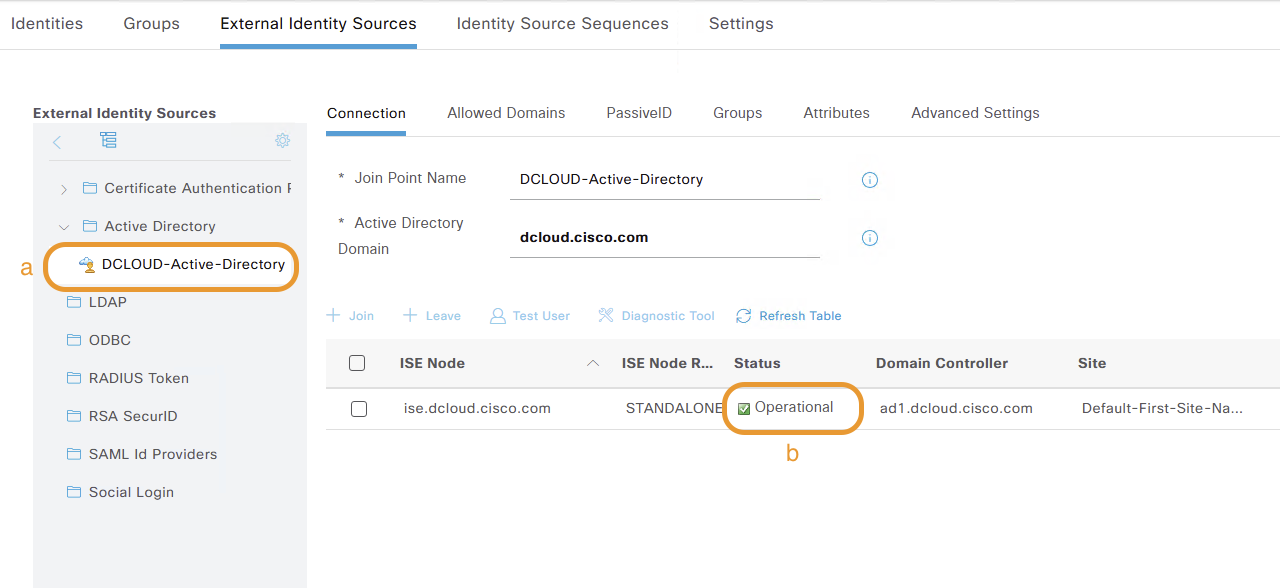 Identities Groups External Identity Sources Identity Source Sequences Settings
External Identity Sources
Connection Allowed Domains PassiveID Groups Attributes Advanced Settings
Certificate Authentication P
Active Directory
a DCLOUD-Active-Directory
LDAP
ODBC
RADIUS Token
RSA SecurID
SAML Id Providers
Social Login
* Join Point Name DCLOUD-Active-Directory
* Active Directory
Domain dcloud.cisco.com
Join Leave Test User Diagnostic Tool Refresh Table
ISE Node ISE Node R... Status Domain Controller Site
ise.dcloud.cisco.com STANDALONE Operational ad1.dcloud.cisco.com Default-First-Site-Na...
b